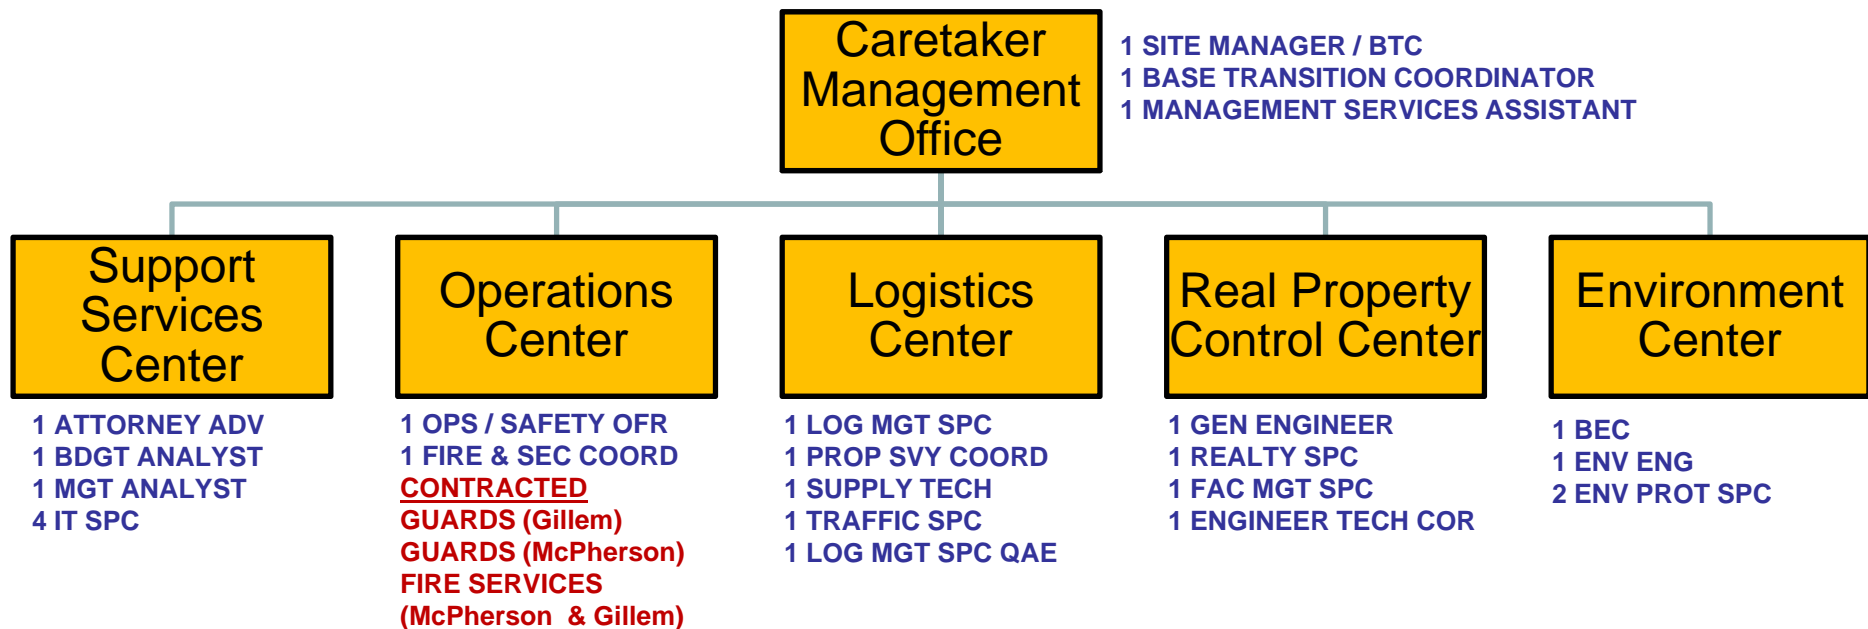 Caretaker
Management
Office
1 SITE MANAGER / BTC
1 BASE TRANSITION COORDINATOR
1 MANAGEMENT SERVICES ASSISTANT
Support
Services
Center
1 ATTORNEY ADV
1 BDGT ANALYST
1 MGT ANALYST
4 IT SPC
Operations
Center
1 OPS / SAFETY OFR
1 FIRE & SEC COORD
CONTRACTED
GUARDS (Gillem)
GUARDS (McPherson)
FIRE SERVICES
(McPherson & Gillem)
Logistics
Center
1 LOG MGT SPC
1 PROP SVY COORD
1 SUPPLY TECH
1 TRAFFIC SPC
1 LOG MGT SPC QAE
Real Property
Control Center
1 GEN ENGINEER
1 REALTY SPC
1 FAC MGT SPC
1 ENGINEER TECH COR
Environment
Center
1 BEC
1 ENV ENG
2 ENV PROT SPC